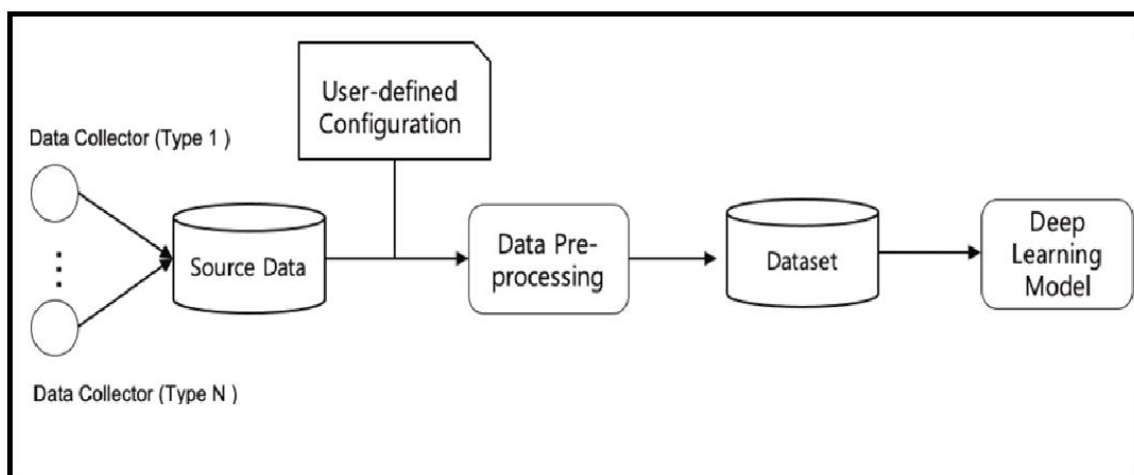 User-defined
Configuration
Data Collector (Type 1 )
Source Data
Data Pre-
processing
Dataset
Deep
Learning
Model
Data Collector (Type N )